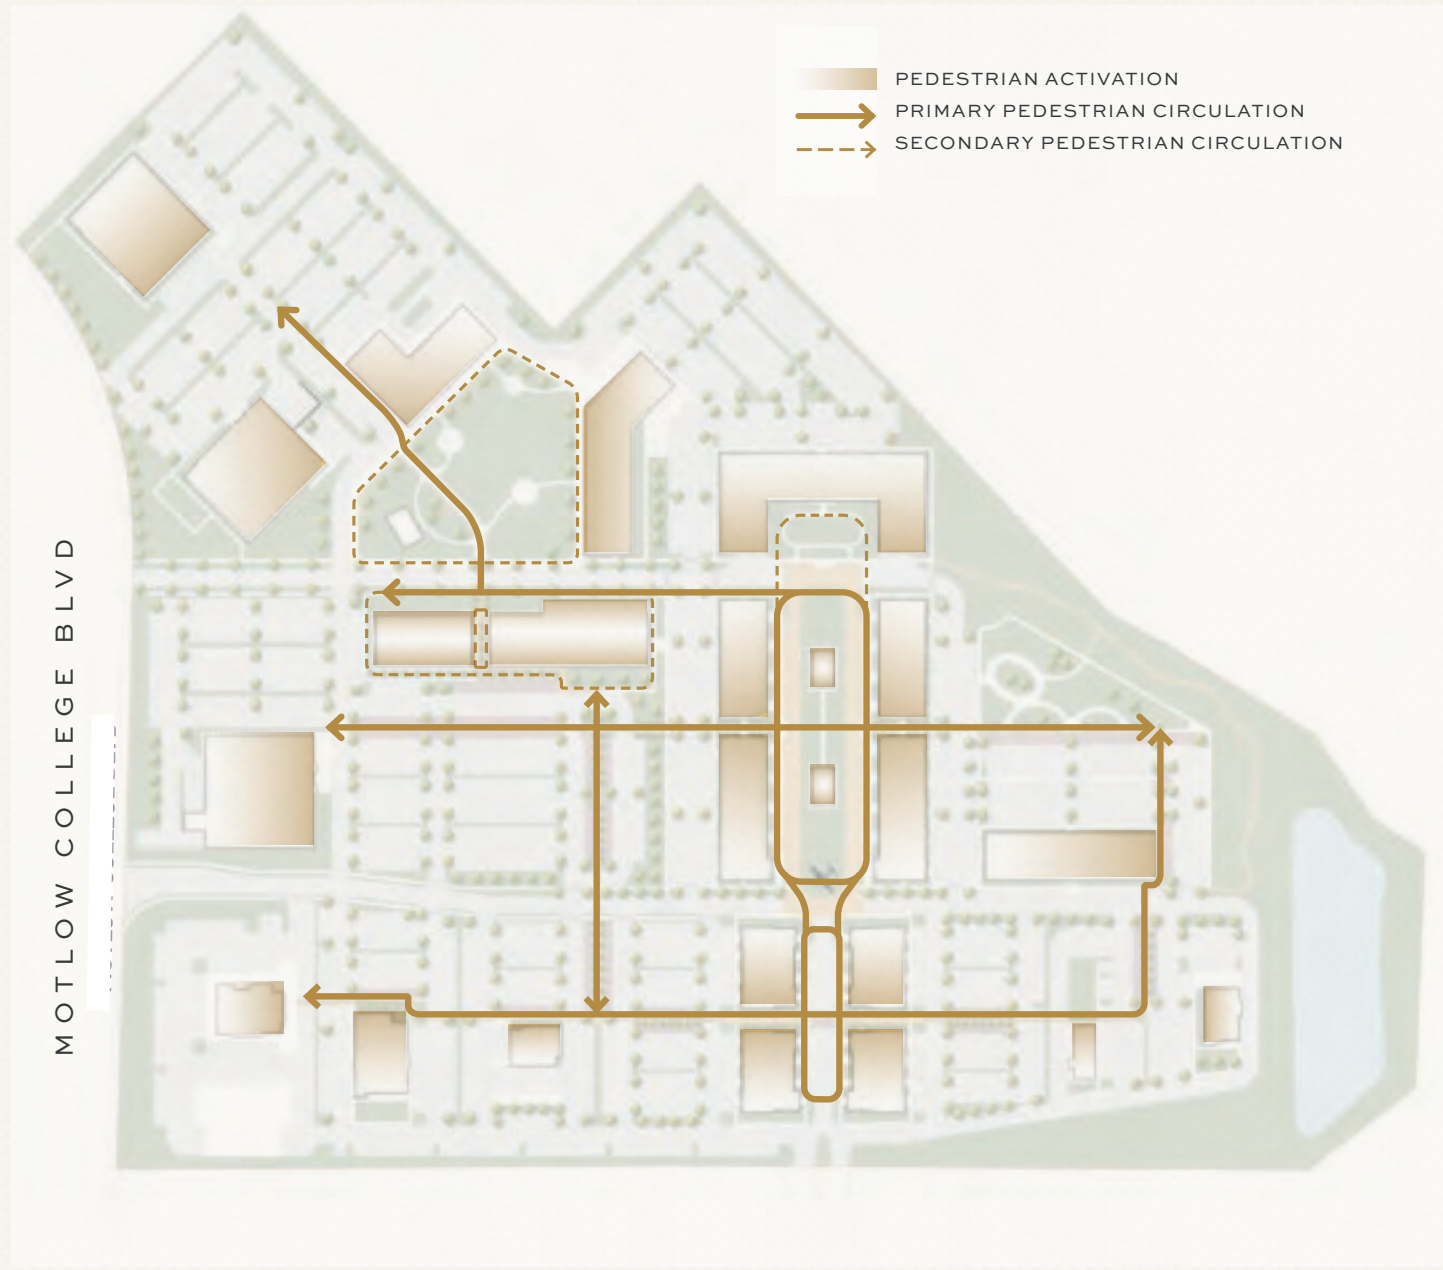 PEDESTRIAN ACTIVATION
PRIMARY PEDESTRIAN CIRCULATION
SECONDARY PEDESTRIAN CIRCULATION
MOTLOW COLLEGE BLVD